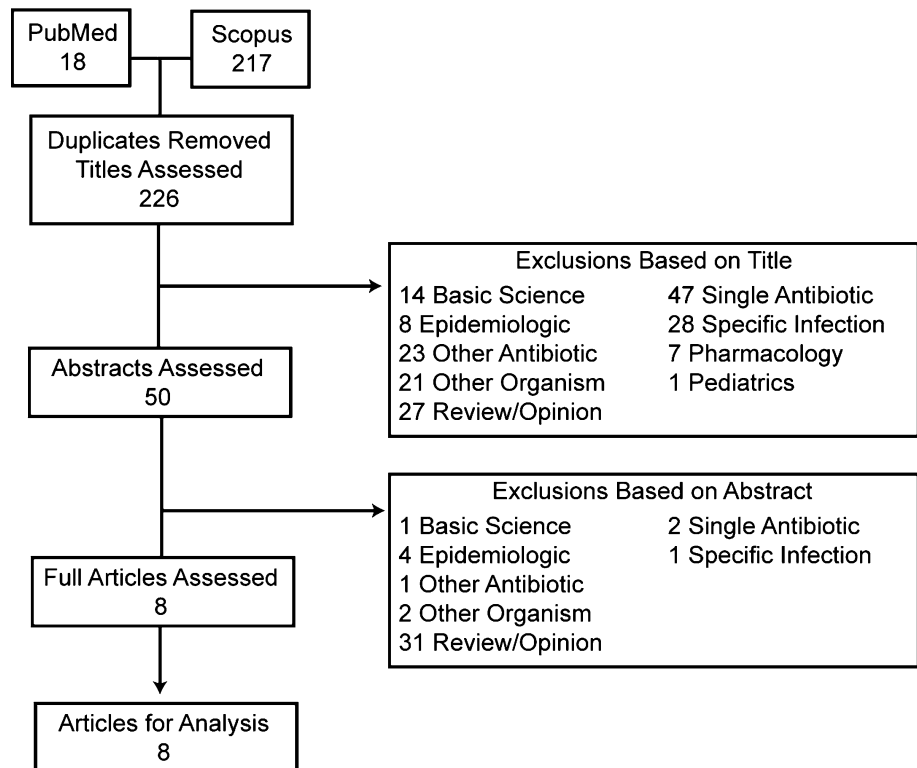 PubMed
18
Scopus
217
Duplicates Removed
Titles Assessed
226
Exclusions Based on Title
14 Basic Science
8 Epidemiologic
23 Other Antibiotic
21 Other Organism
27 Review/Opinion
47 Single Antibiotic
28 Specific Infection
7 Pharmacology
1 Pediatrics
Abstracts Assessed
50
Exclusions Based on Abstract
1 Basic Science
4 Epidemiologic
1 Other Antibiotic
2 Other Organism
31 Review/Opinion
2 Single Antibiotic
1 Specific Infection
Full Articles Assessed
8
Articles for Analysis
8